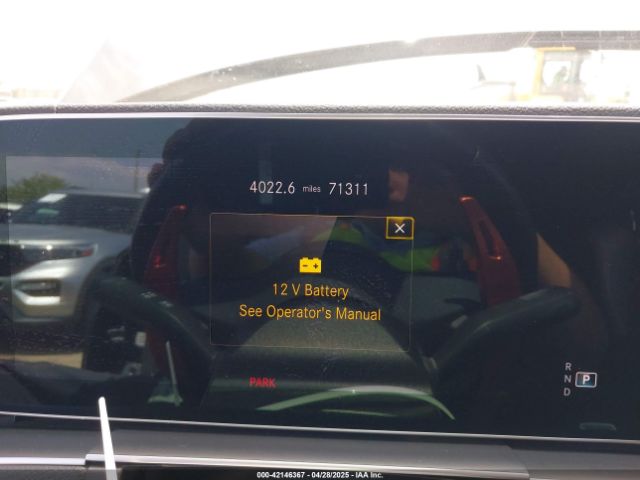 4022.6 miles 71311
12 V Battery
See Operator's Manual
PARK
R
N P
D
000-42146367 | 04/28/2025 | IAA Inc.